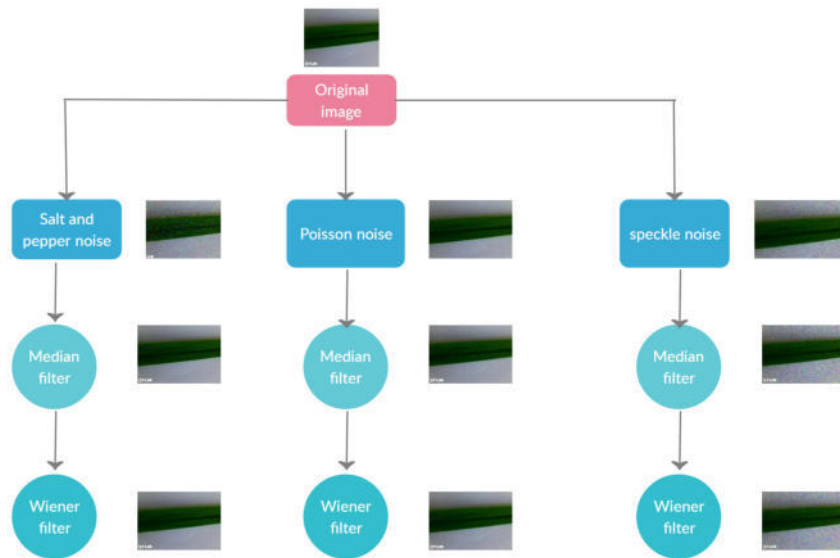 Original
image
Salt and
pepper noise
Poisson noise
speckle noise
Median
filter
Median
filter
Median
filter
Wiener
filter
Wiener
filter
Wiener
filter